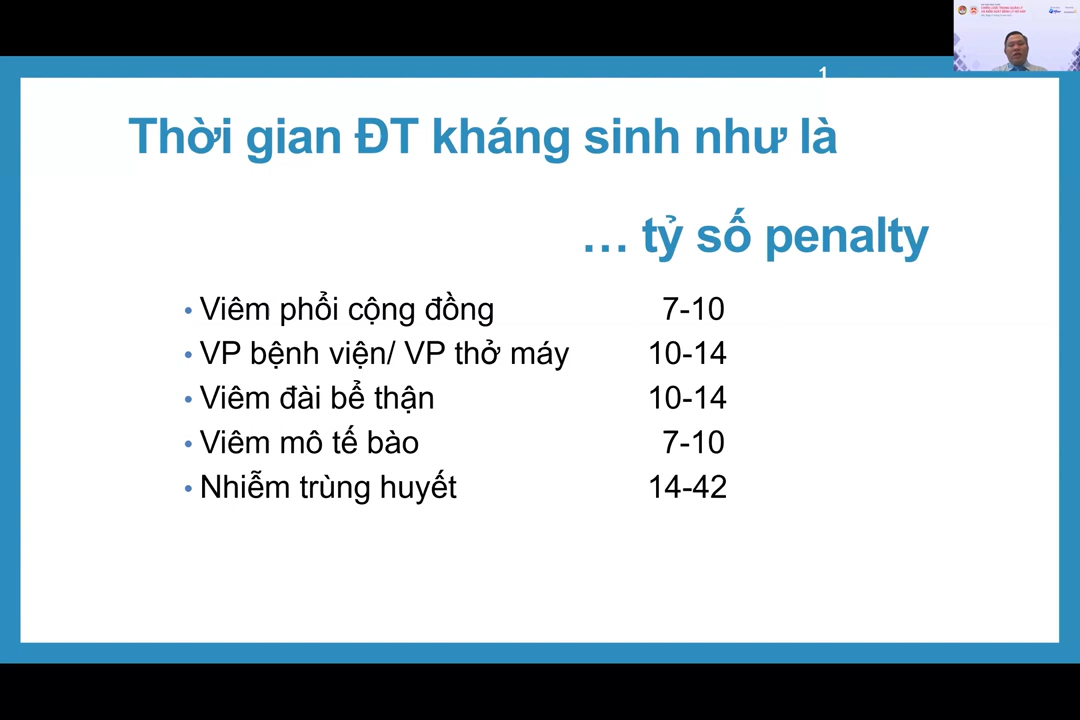 1
Thời gian ĐT kháng sinh như là
… tỷ số penalty
• Viêm phổi cộng đồng 7-10
• VP bệnh viện/ VP thở máy 10-14
• Viêm đài bể thận 10-14
• Viêm mô tế bào 7-10
• Nhiễm trùng huyết 14-42